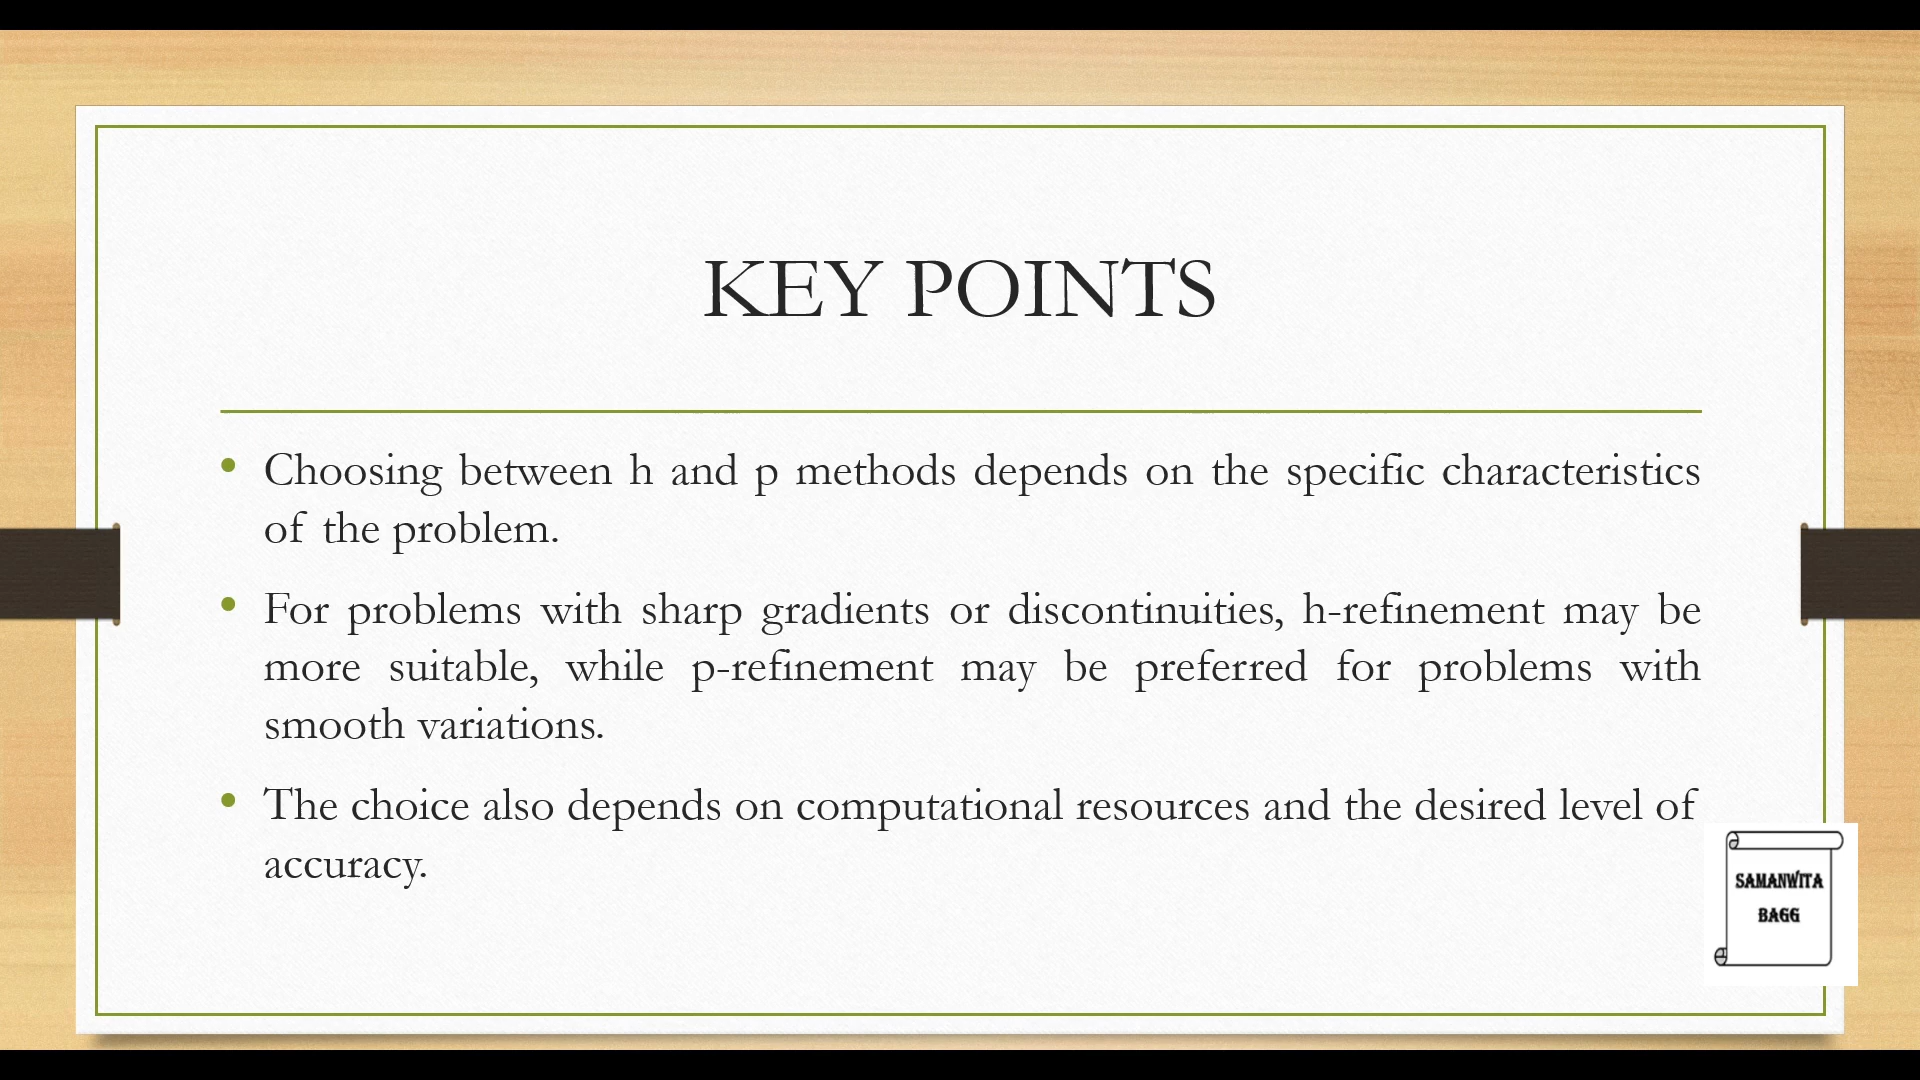 KEY POINTS
• Choosing between h and p methods depends on the specific characteristics
of the problem.
• For problems with sharp gradients or discontinuities, h-refinement may be
more suitable, while p-refinement may be preferred for problems with
smooth variations.
• The choice also depends on computational resources and the desired level of
accuracy.
SAMANWITA
BAGG